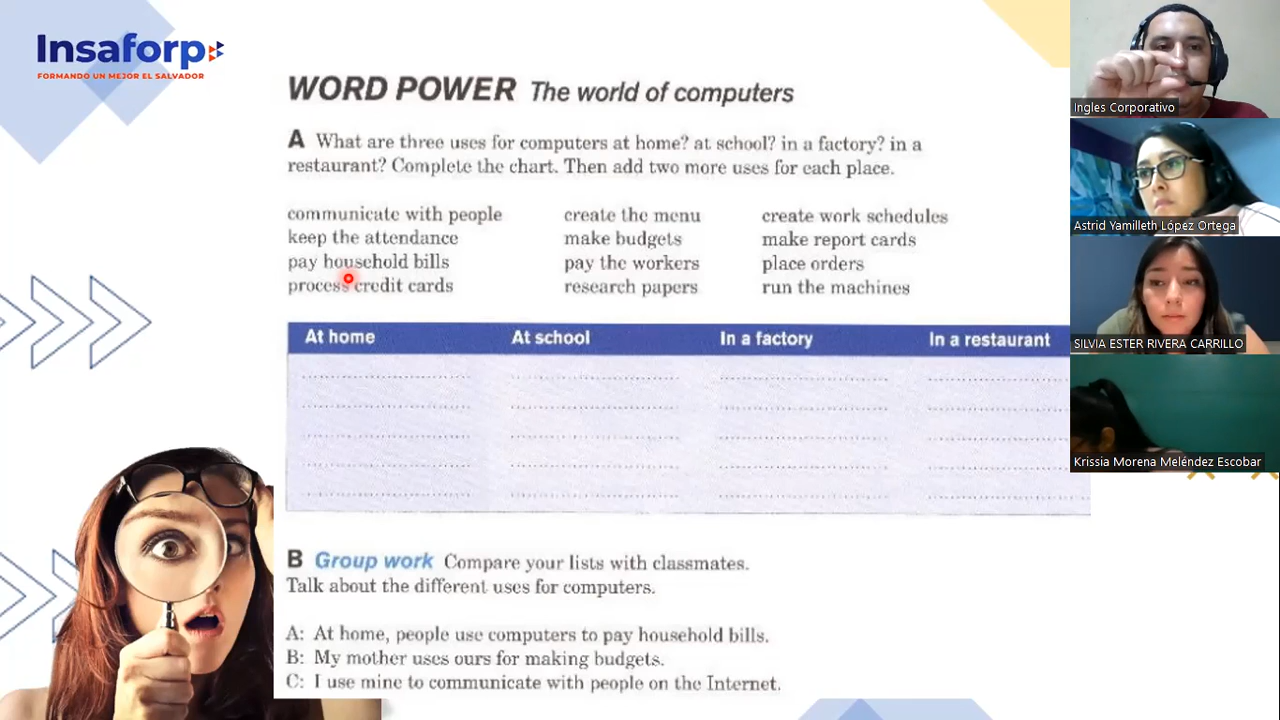 Insaforp
FORMANDO UN MEJOR EL SALVADOR
WORD POWER The world of computers
A What are three uses for computers at home? at school? in a factory? in a
restaurant? Complete the chart. Then add two more uses for each place.
communicate with people create the menu create work schedules
keep the attendance make budgets make report cards
pay household bills pay the workers place orders
process credit cards research papers run the machines
At home At school In a factory In a restaurant
B Group work Compare your lists with classmates.
Talk about the different uses for computers.
A: At home, people use computers to pay household bills.
B: My mother uses ours for making budgets.
C: I use mine to communicate with people on the Internet.
Ingles Corporativo
Astrid Yamilleth López Ortega
SILVIA ESTER RIVERA CARRILLO
Krissia Morena Meléndez Escobar